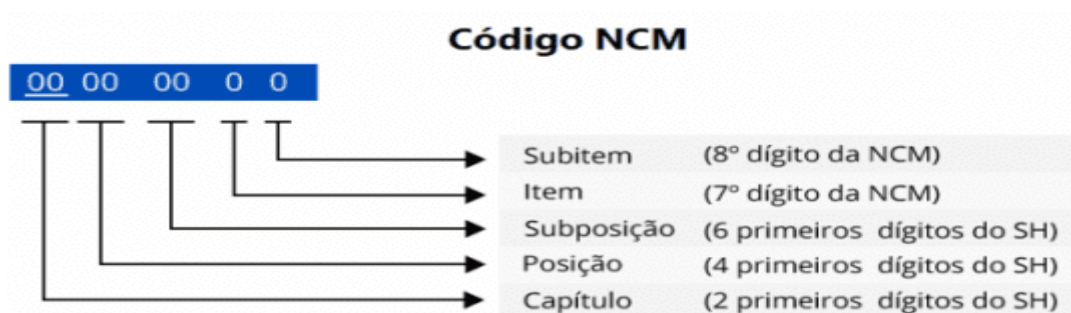 Código NCM
00 00 00 0 0
Subitem (8º dígito da NCM)
Item (7º dígito da NCM)
Subposição (6 primeiros dígitos do SH)
Posição (4 primeiros dígitos do SH)
Capítulo (2 primeiros dígitos do SH)